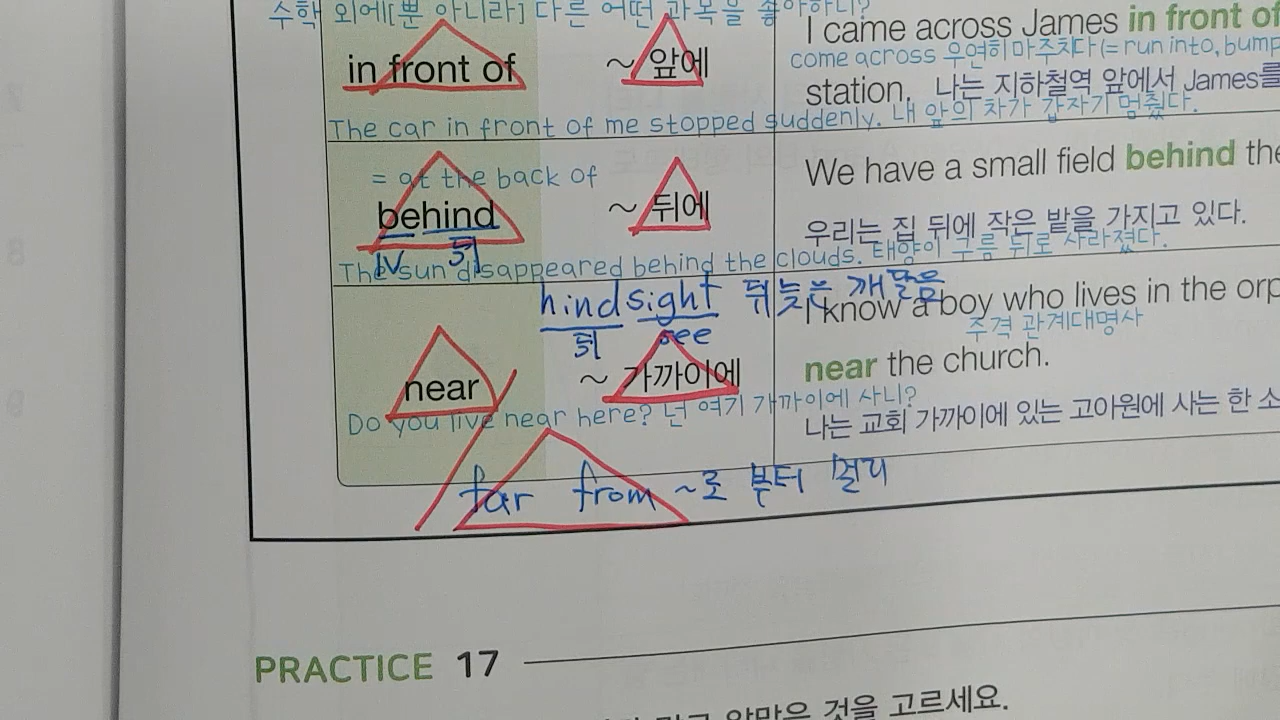 수학 외에[뿐 아니라] 다른 어떤 과목을 좋아하니?
in front of ~ 앞에 I came across James in front of
come across 우연히 마주치다 (= run into, bump
station. 나는 지하철역 앞에서 James를
The car in front of me stopped suddenly. 내 앞의 차가 갑자기 멈췄다.
= at the back of
behind ~ 뒤에 We have a small field behind the
우리는 집 뒤에 작은 밭을 가지고 있다.
뒤
The sun disappeared behind the clouds. 태양이 구름 뒤로 사라졌다.
hindsight 뒤늦은 깨달음
뒤 see
I know a boy who lives in the orp
주격 관계대명사
near ~ 가까이에 near the church.
Do you live near here? 넌 여기 가까이에 사니?
나는 교회 가까이에 있는 고아원에 사는 한 소
far from ~로 부터 멀리
PRACTICE 17
알맞은 것을 고르세요.